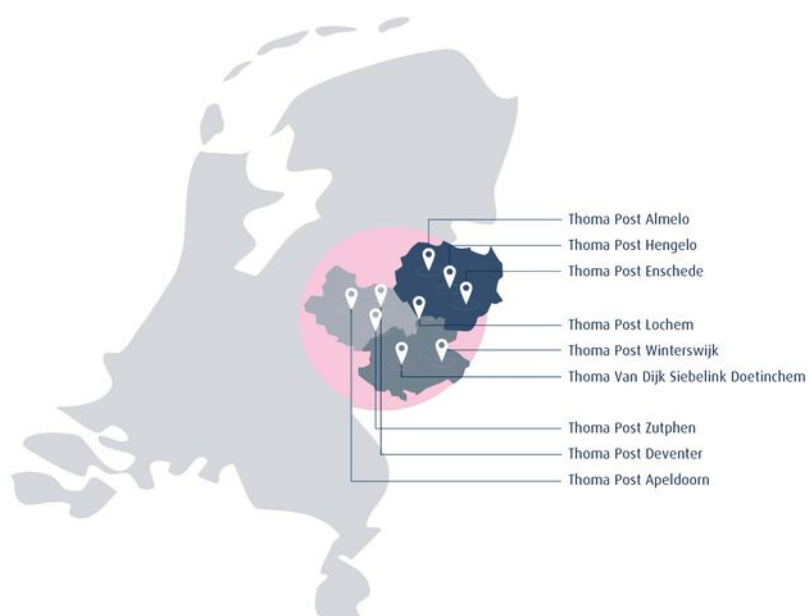 Thoma Post Almelo
Thoma Post Hengelo
Thoma Post Enschede
Thoma Post Lochem
Thoma Post Winterswijk
Thoma Van Dijk Siebelink Doetinchem
Thoma Post Zutphen
Thoma Post Deventer
Thoma Post Apeldoorn